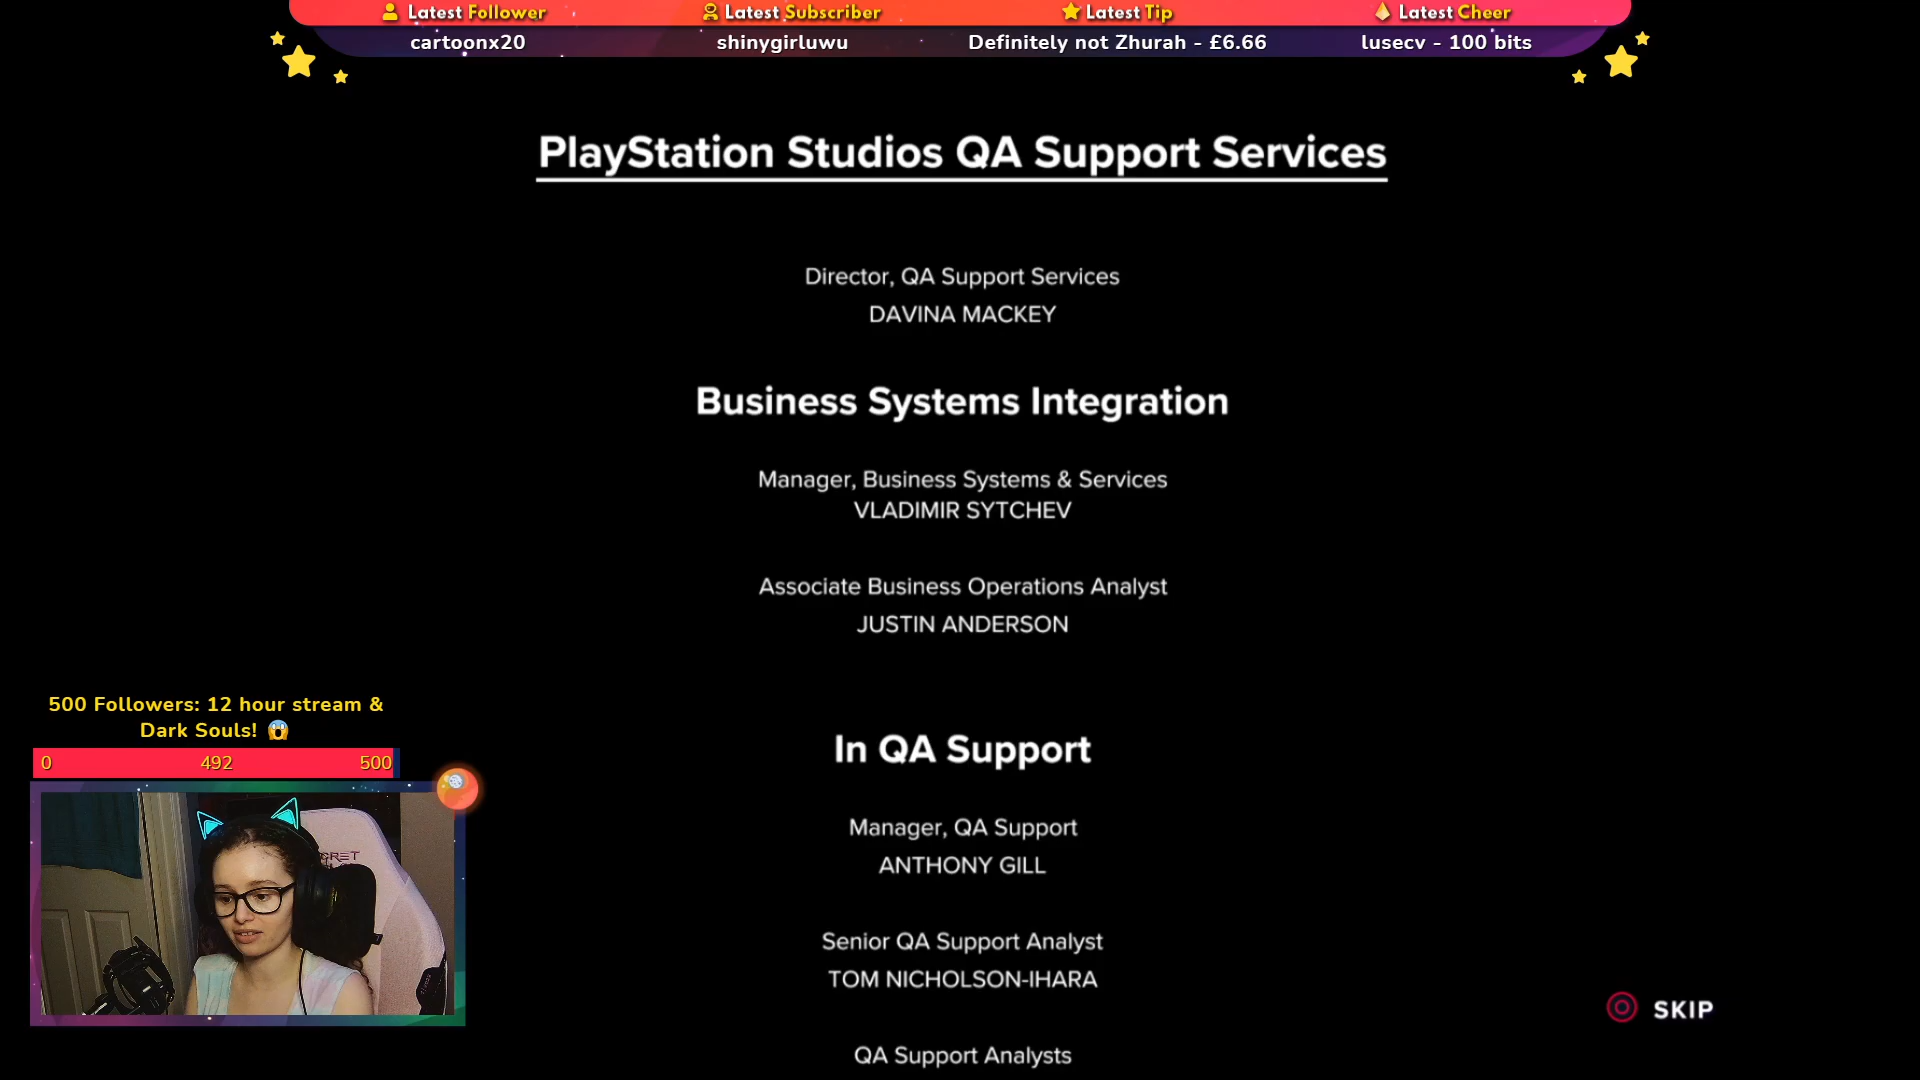 Latest Follower
cartoonx20
Latest Subscriber
shinygirluwu
Latest Tip
Definitely not Zhurah - £6.66
Latest Cheer
lusecv - 100 bits
PlayStation Studios QA Support Services
Director, QA Support Services
DAVINA MACKEY
Business Systems Integration
Manager, Business Systems & Services
VLADIMIR SYTCHEV
Associate Business Operations Analyst
JUSTIN ANDERSON
In QA Support
Manager, QA Support
ANTHONY GILL
Senior QA Support Analyst
TOM NICHOLSON-IHARA
QA Support Analysts
500 Followers: 12 hour stream &
Dark Souls! 😱
0 492 500
SKIP